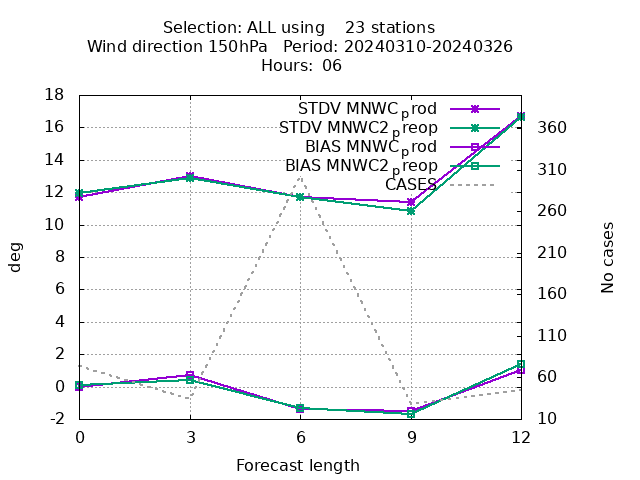 Selection: ALL using 23 stations
Wind direction 150hPa Period: 20240310-20240326
Hours: 06
STDV MNWC_prod
STDV MNWC2_preop
BIAS MNWC_prod
BIAS MNWC2_preop
CASES
18
16
14
12
10
8
6
4
2
0
-2
deg
360
310
260
210
160
110
60
10
No cases
0 3 6 9 12
Forecast length